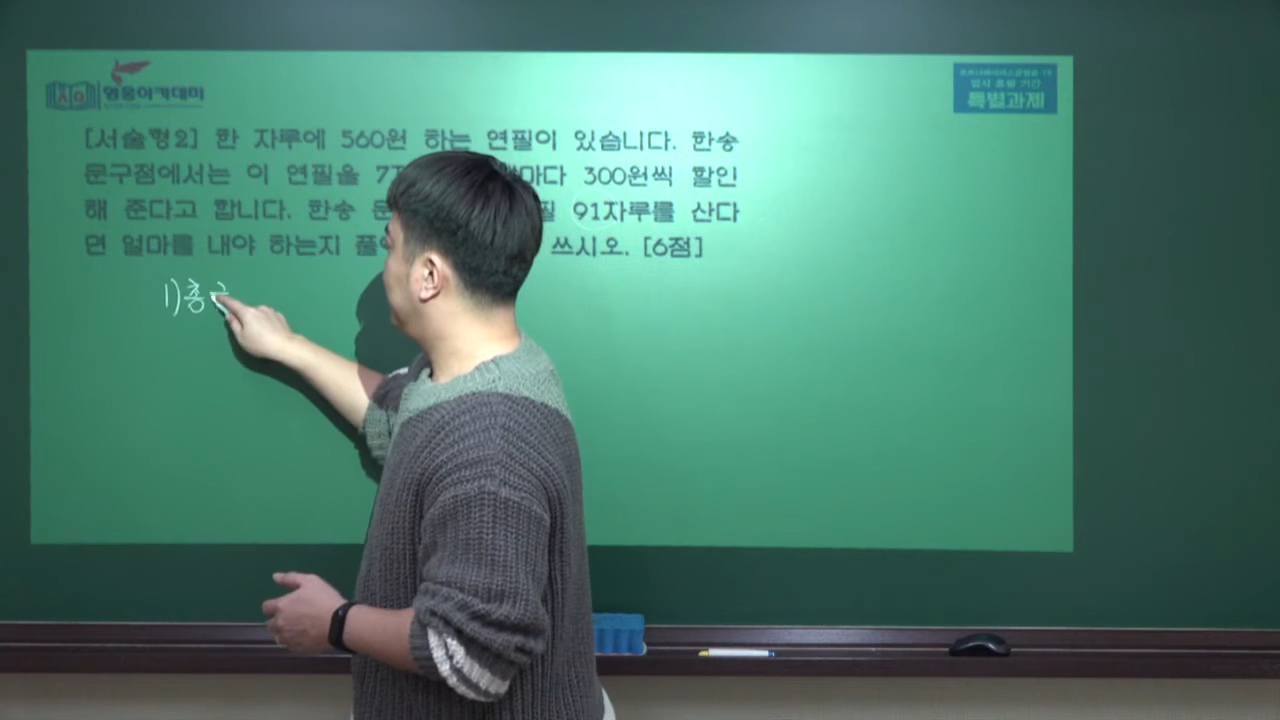 영웅아카데미
특별과제
[서술형2] 한 자루에 560원 하는 연필이 있습니다. 한송
문구점에서는 이 연필을 7 마다 300원씩 할인
해 준다고 합니다. 한송 91자루를 산다
면 얼마를 내야 하는지 쓰시오. [6점]
1) 총